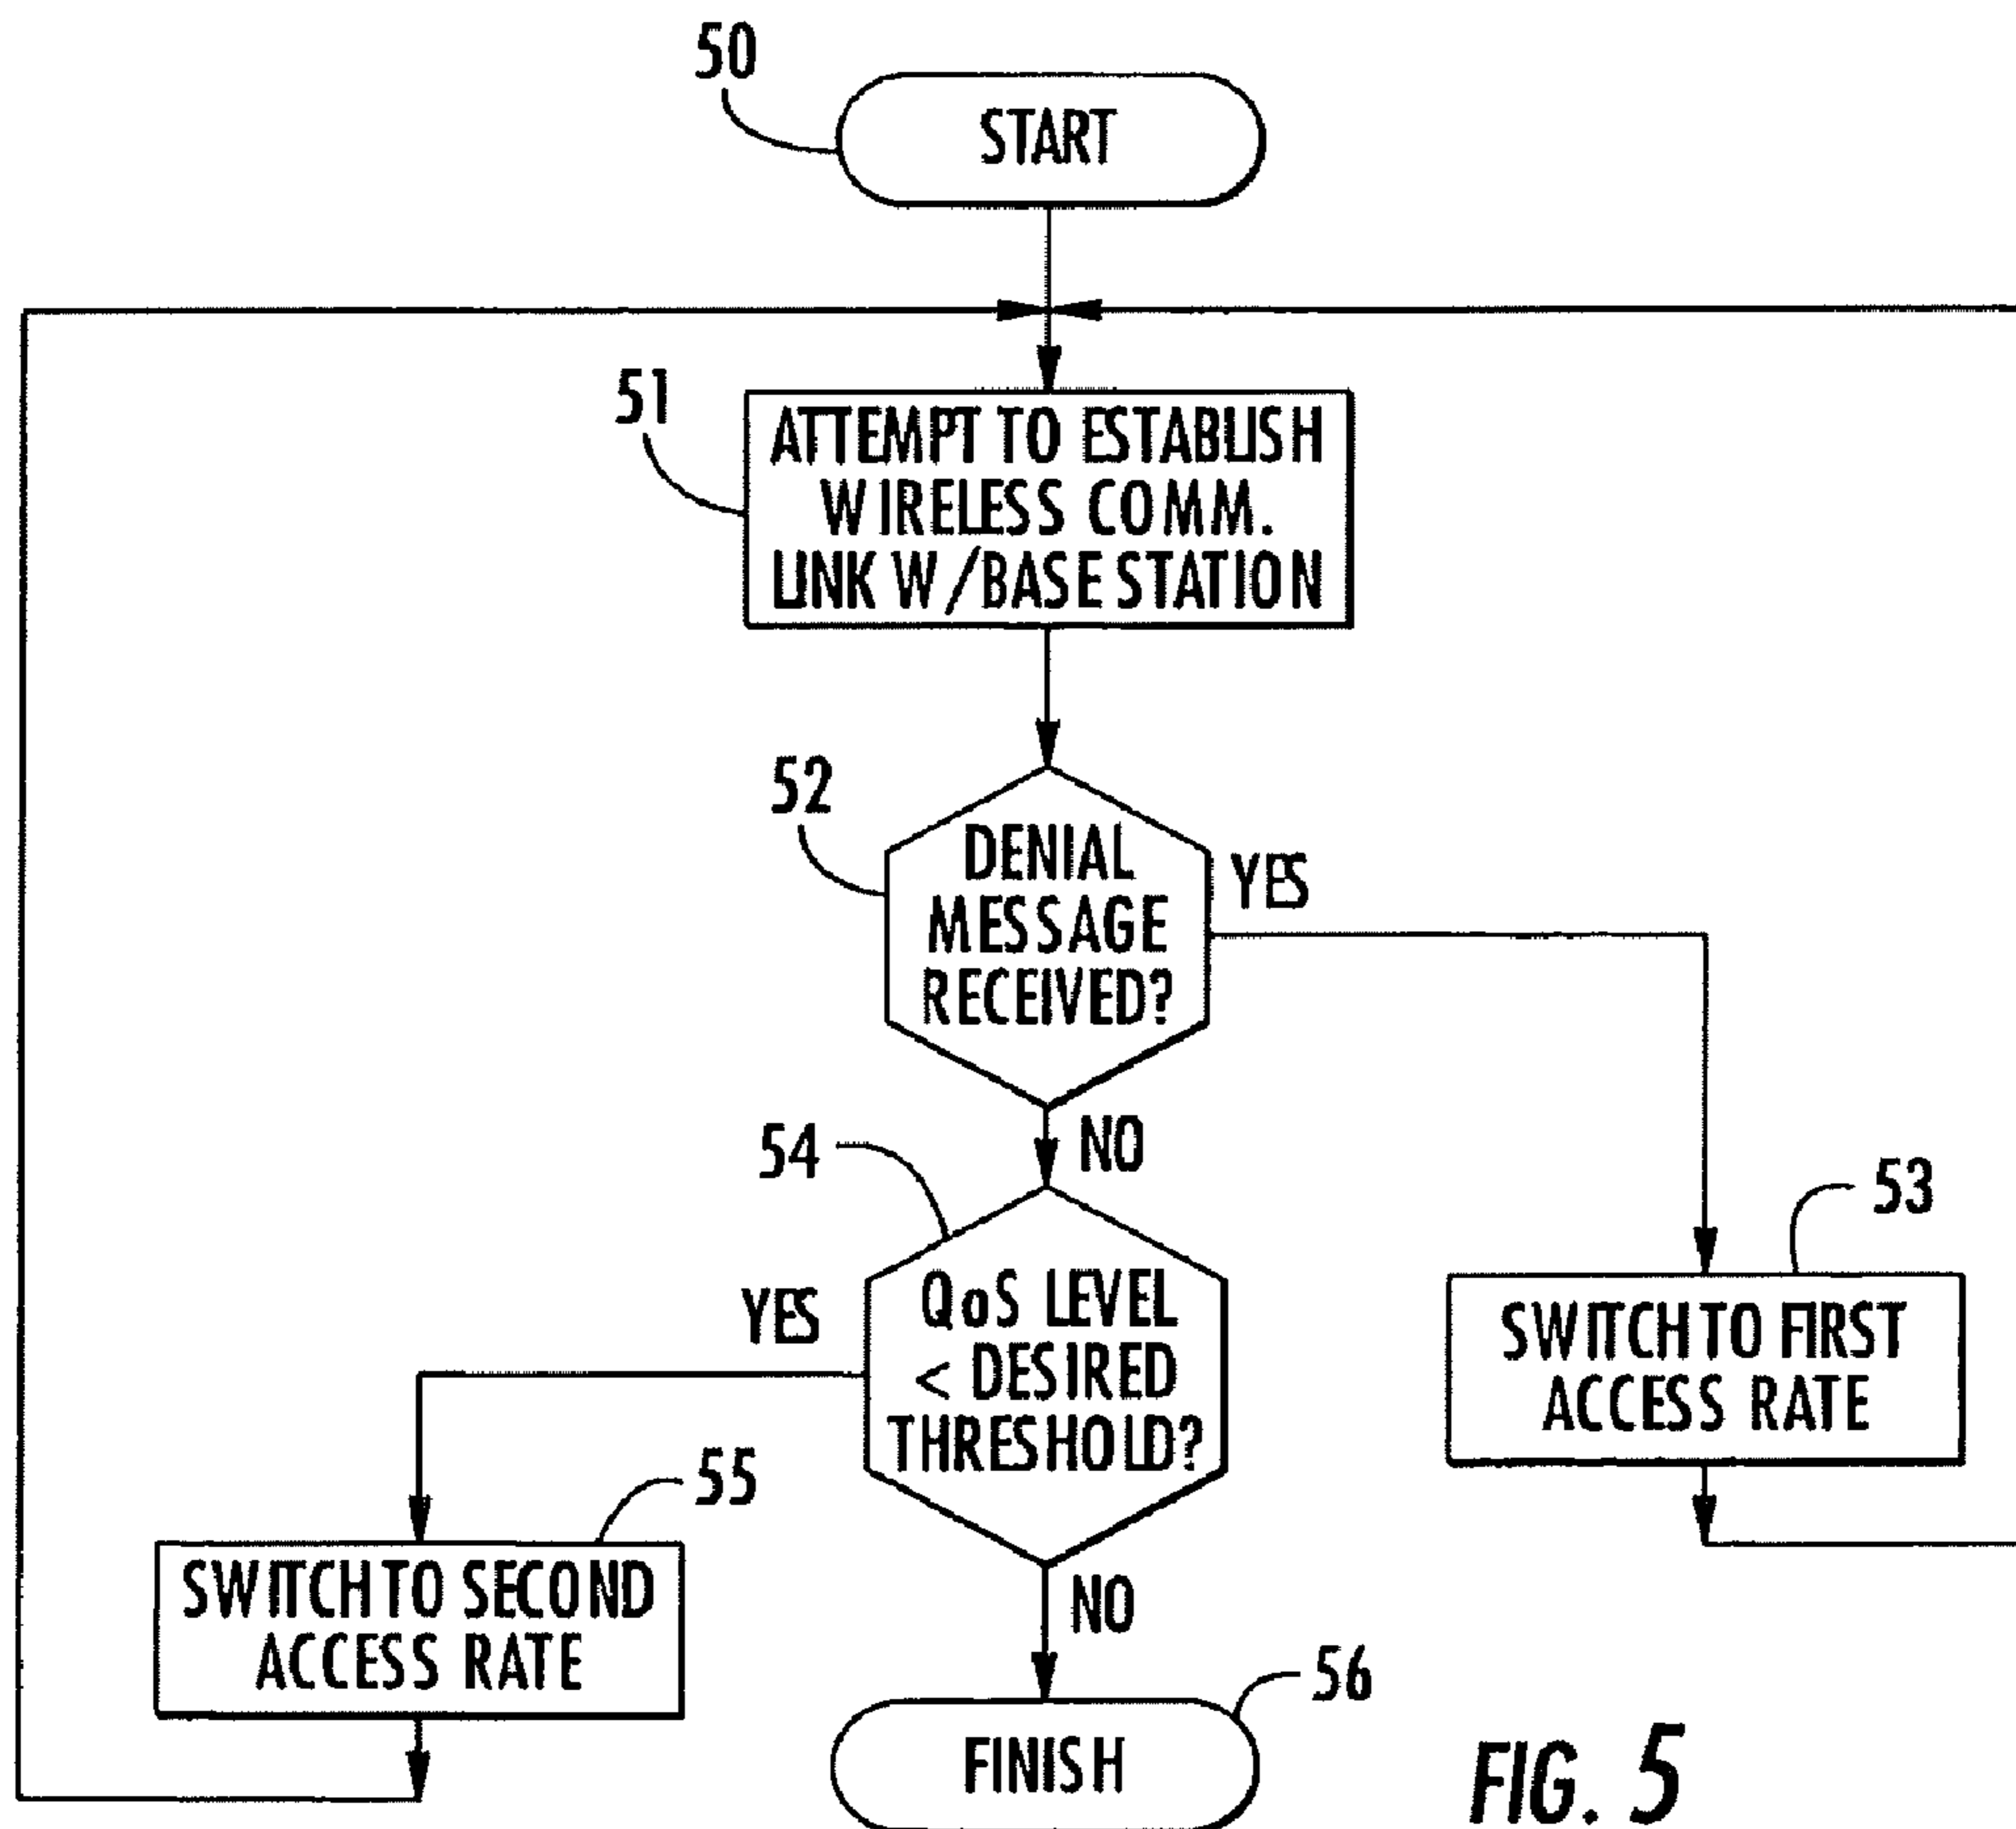 50
START
51
ATTEMPT TO ESTABLISH
WIRELESS COMM.
LINK W/BASE STATION
52
DENIAL
MESSAGE
RECEIVED?
YES
NO
54
53
QoS LEVEL
< DESIRED
THRESHOLD?
YES
SWITCH TO FIRST
ACCESS RATE
55
SWITCH TO SECOND
ACCESS RATE
NO
56
FINISH
FIG. 5